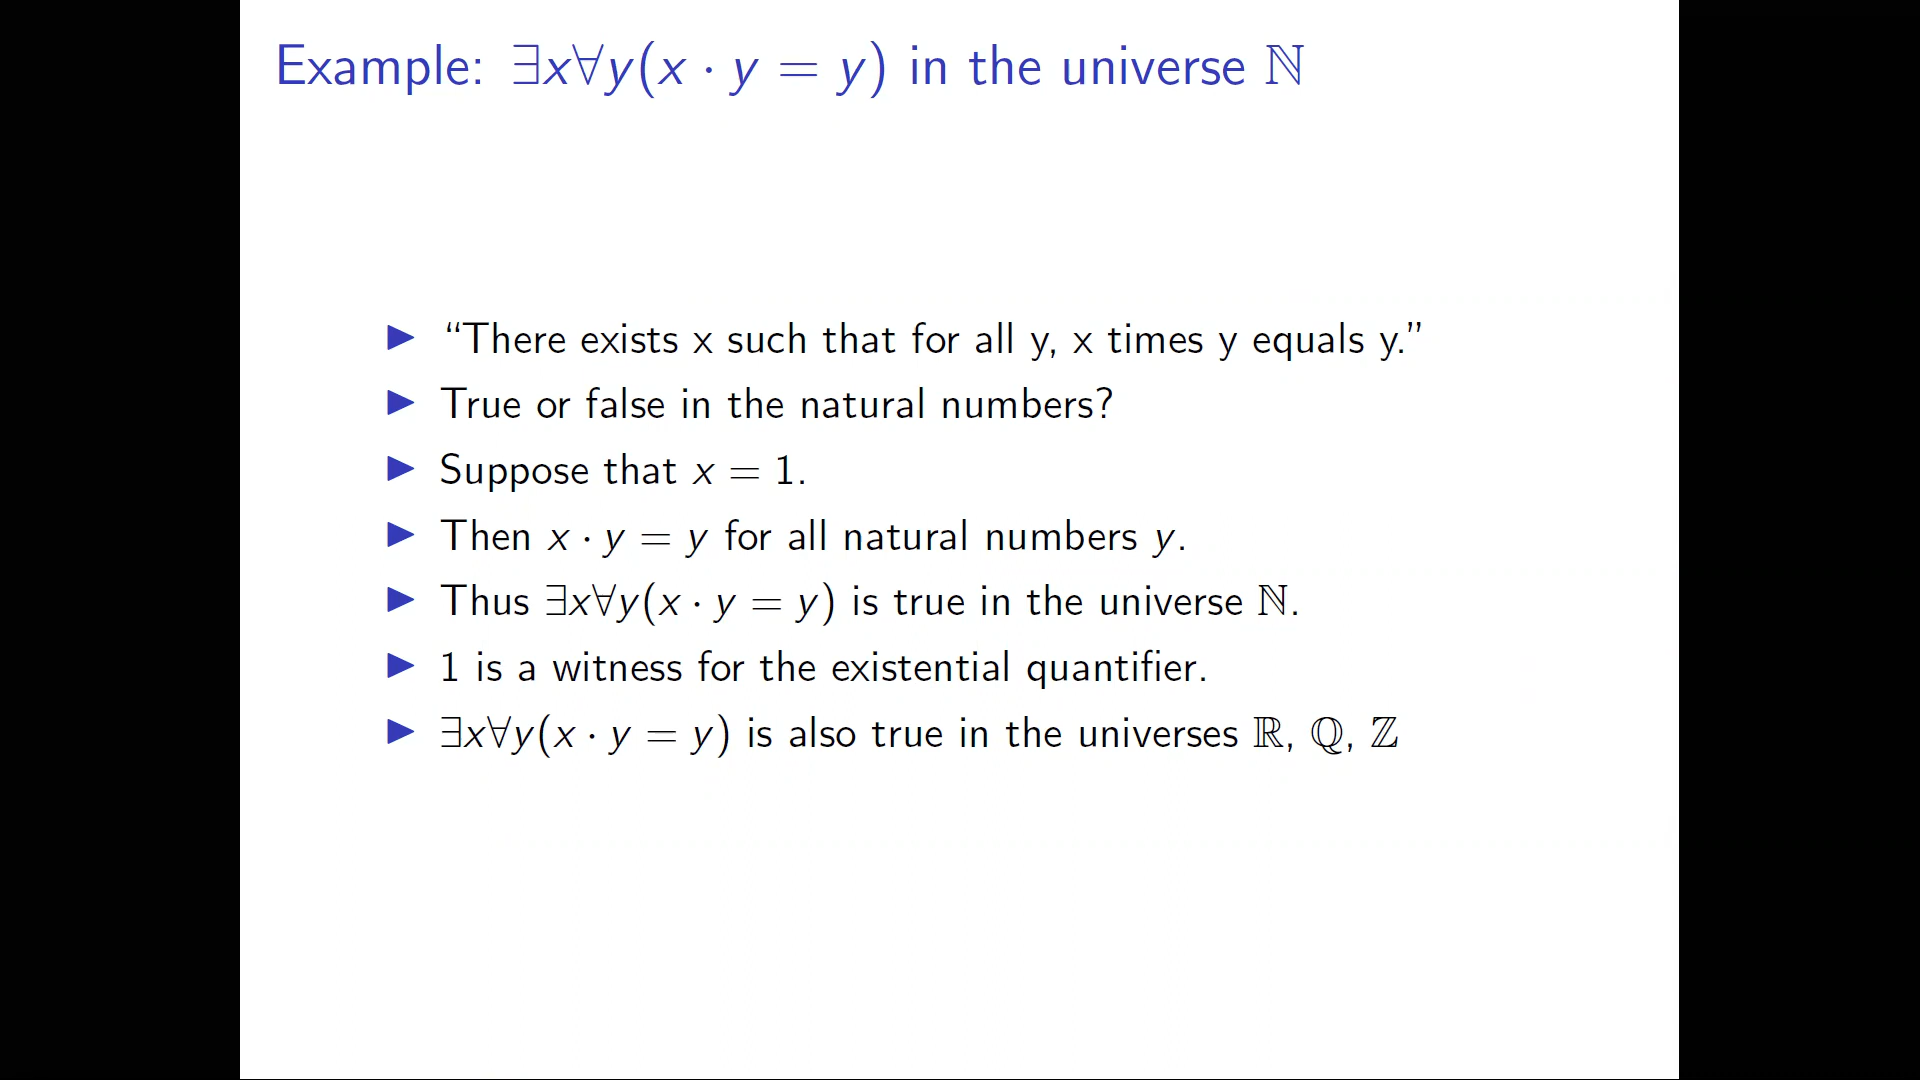 Example: ∃x∀y(x · y = y) in the universe ℕ
▶ “There exists x such that for all y, x times y equals y.”
▶ True or false in the natural numbers?
▶ Suppose that x = 1.
▶ Then x · y = y for all natural numbers y.
▶ Thus ∃x∀y(x · y = y) is true in the universe ℕ.
▶ 1 is a witness for the existential quantifier.
▶ ∃x∀y(x · y = y) is also true in the universes ℝ, ℚ, ℤ